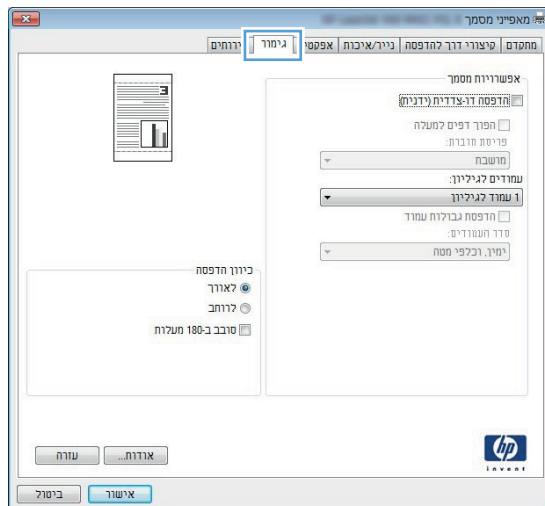 מאפייני מסמך
מתקדם קיצורי דרך להדפסה נייר/איכות אפקטים גימור שירותים
אפשרויות מסמך
הדפסה דו-צדדית (ידנית)
הפוך דפים למעלה
פריסת חוברת:
מושבת
עמודים לגיליון:
1 עמוד לגיליון
הדפסת גבולות עמוד
סדר העמודים:
ימין, וכלפי מטה
כיוון הדפסה
לאורך
לרוחב
סובב ב-180 מעלות
hp
invent
אודות... עזרה
אישור ביטול